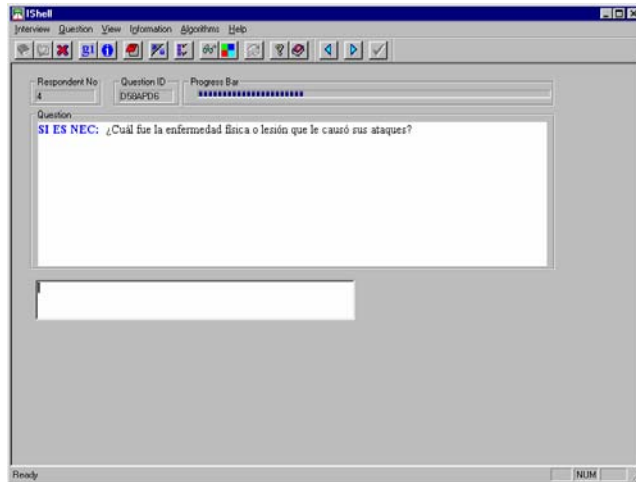 IShell
Interview Question View Information Algorithms Help
Respondent No
Question ID
Progress Bar
4
D58APD6
Question
SI ES NEC: ¿Cuál fue la enfermedad física o lesión que le causó sus ataques?
Ready
NUM